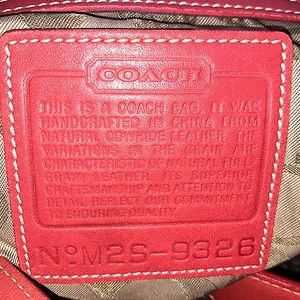 COACH
THIS IS A COACH BAG. IT WAS
HANDCRAFTED IN CHINA FROM
NATURAL COWHIDE LEATHER. THE
VARIATIONS IN THE GRAIN ARE
CHARACTERISTIC OF NATURAL FULL
GRAIN LEATHER. ITS SUPERIOR
CRAFTSMANSHIP AND ATTENTION TO
DETAIL REFLECT OUR COMMITMENT
TO ENDURING QUALITY.
NºM2S-9326